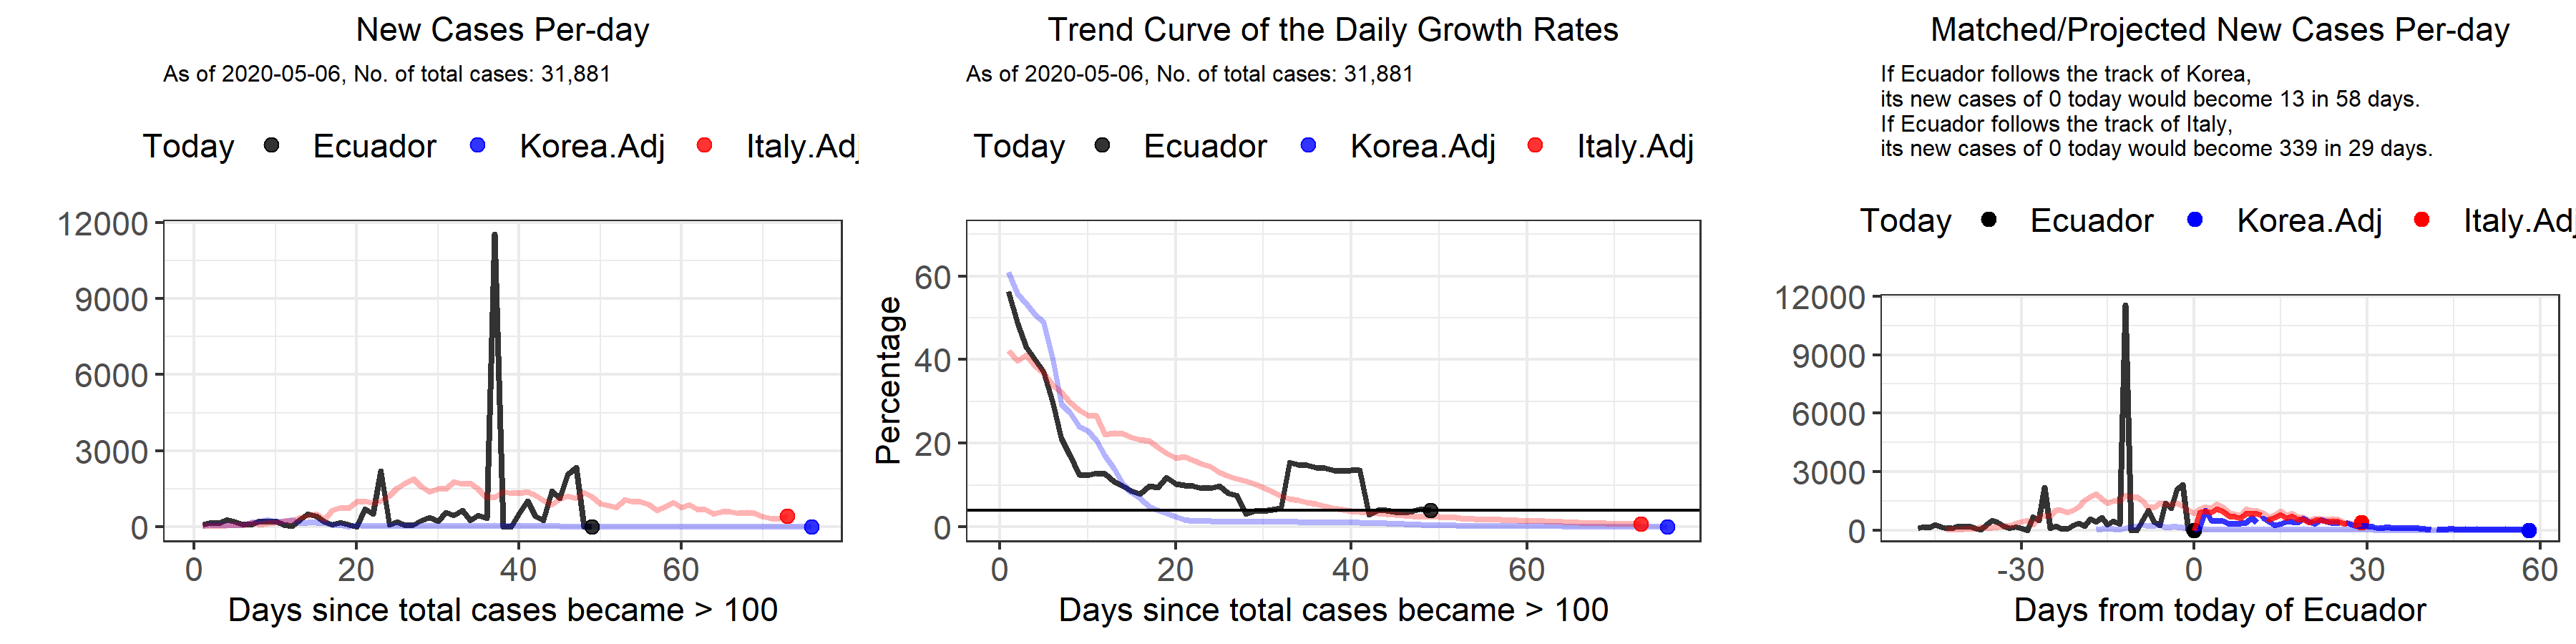 New Cases Per-day
As of 2020-05-06, No. of total cases: 31,881
Today Ecuador Korea.Adj Italy.Adj
12000
9000
6000
3000
0
0 20 40 60
Days since total cases became > 100
Trend Curve of the Daily Growth Rates
As of 2020-05-06, No. of total cases: 31,881
Today Ecuador Korea.Adj Italy.Adj
Percentage
60
40
20
0
0 20 40 60
Days since total cases became > 100
Matched/Projected New Cases Per-day
If Ecuador follows the track of Korea,
its new cases of 0 today would become 13 in 58 days.
If Ecuador follows the track of Italy,
its new cases of 0 today would become 339 in 29 days.
Today Ecuador Korea.Adj Italy.Adj
12000
9000
6000
3000
0
-30 0 30 60
Days from today of Ecuador